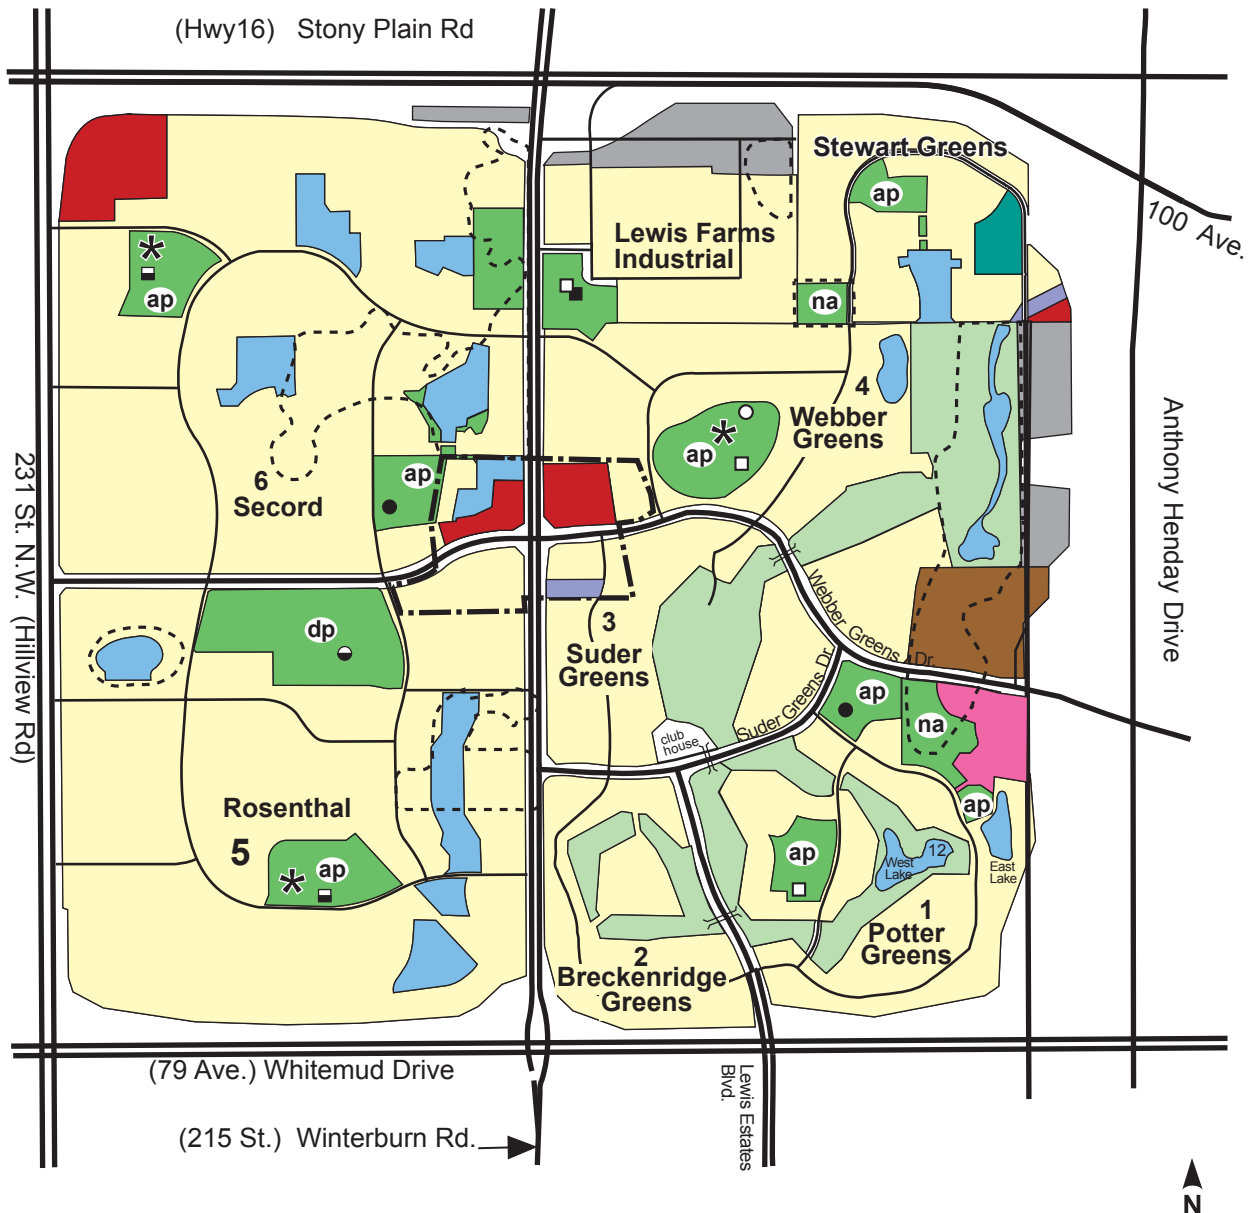 (Hwy16) Stony Plain Rd
Stewart Greens
ap
100 Ave.
Lewis Farms
Industrial
ap
na
4
Webber
Greens
ap
6
Secord
ap
231 St. N.W. (Hillview Rd)
Anthony Henday Drive
Webber Greens Dr.
dp
3
Suder
Greens
Suder Greens Dr.
ap
na
club
house
Rosenthal
5
ap
ap
ap
West
Lake
12
East
Lake
1
Potter
Greens
2
Breckenridge
Greens
(79 Ave.) Whitemud Drive
Lewis Estates
Blvd.
(215 St.) Winterburn Rd.
N